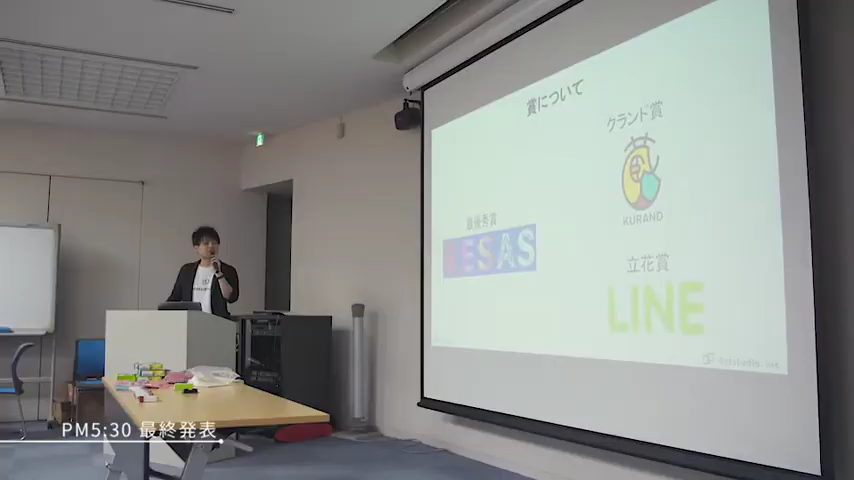 賞について
クランド賞
KURAND
最優秀賞
RESAS
立花賞
LINE
PM5:30 最終発表